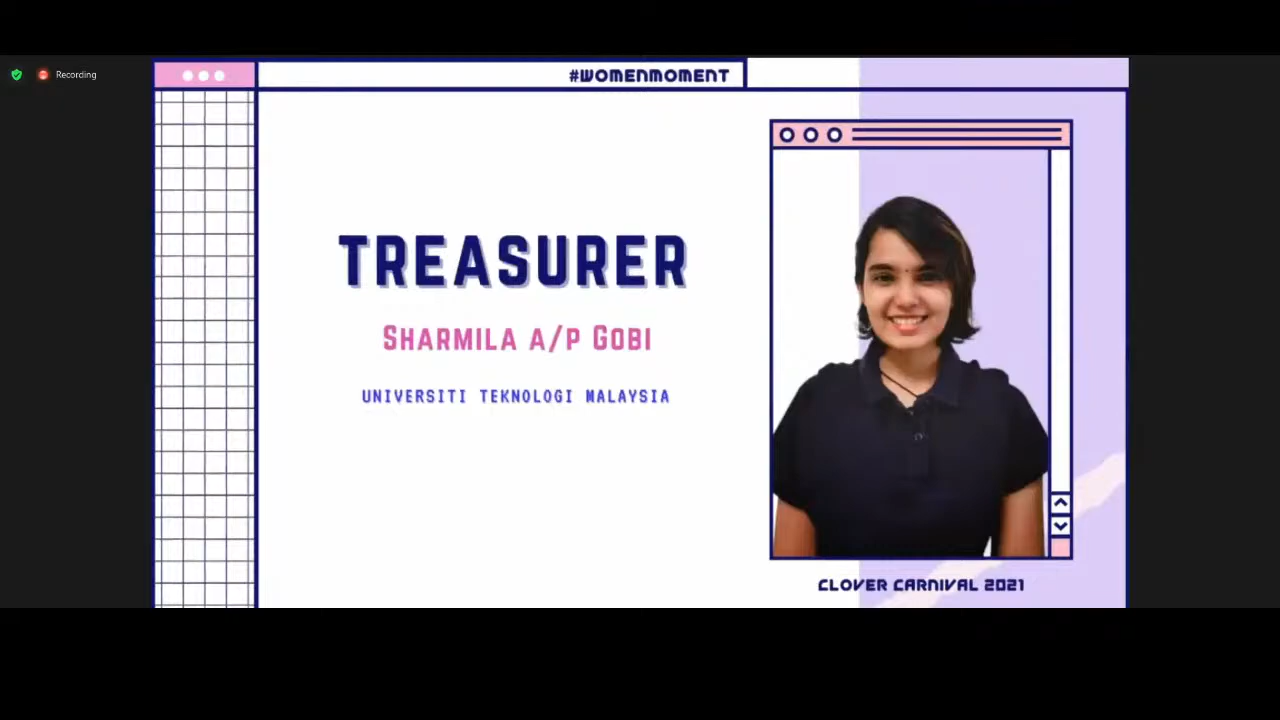 Recording
#WOMENMOMENT
TREASURER
SHARMILA A/P GOBI
UNIVERSITI TEKNOLOGI MALAYSIA
CLOVER CARNIVAL 2021